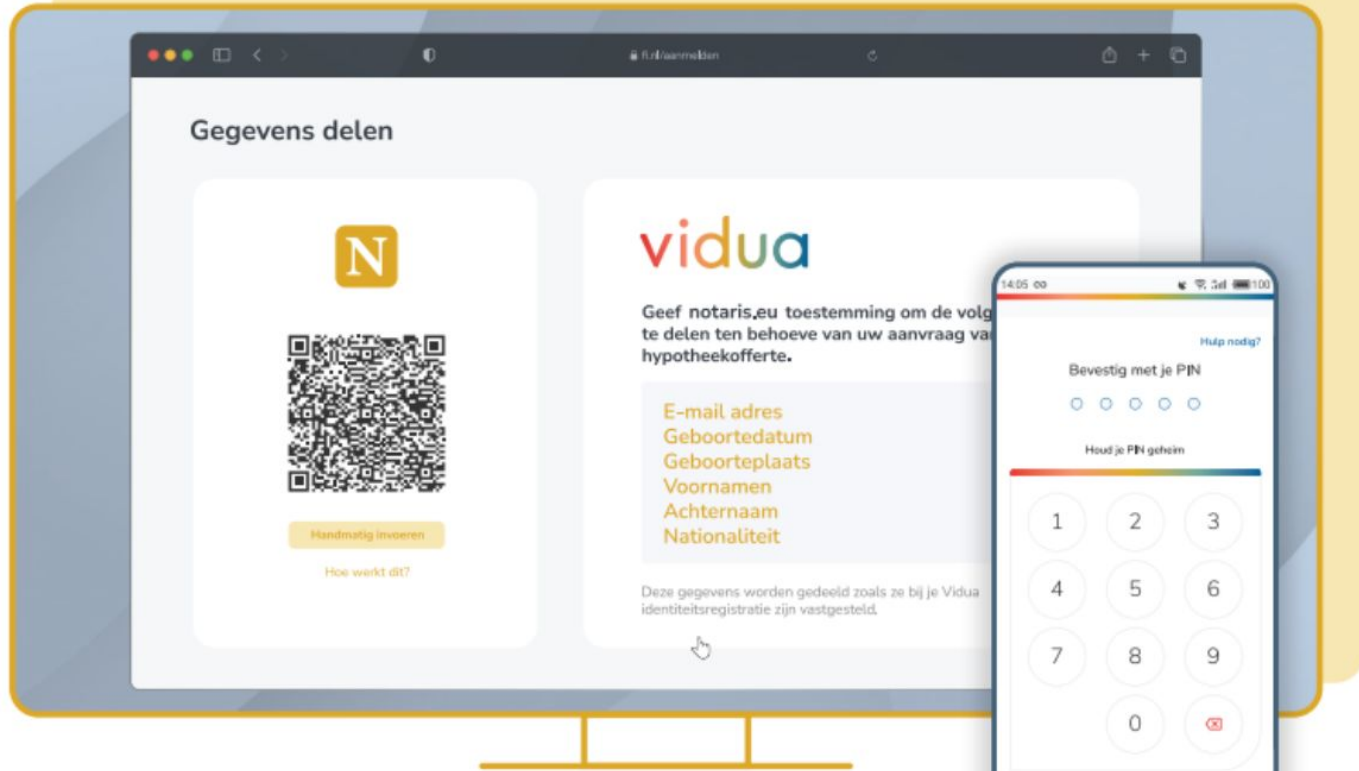 fi.nl/aanmelden
Gegevens delen
N
Handmatig invoeren
Hoe werkt dit?
vidua
Geef notaris.eu toestemming om de volg
te delen ten behoeve van uw aanvraag va
hypotheekofferte.
E-mail adres
Geboortedatum
Geboorteplaats
Voornamen
Achternaam
Nationaliteit
Deze gegevens worden gedeeld zoals ze bij je Vidua
identiteitsregistratie zijn vastgesteld.
14:05
100
Hulp nodig?
Bevestig met je PIN
Houd je PIN geheim
1 2 3
4 5 6
7 8 9
0